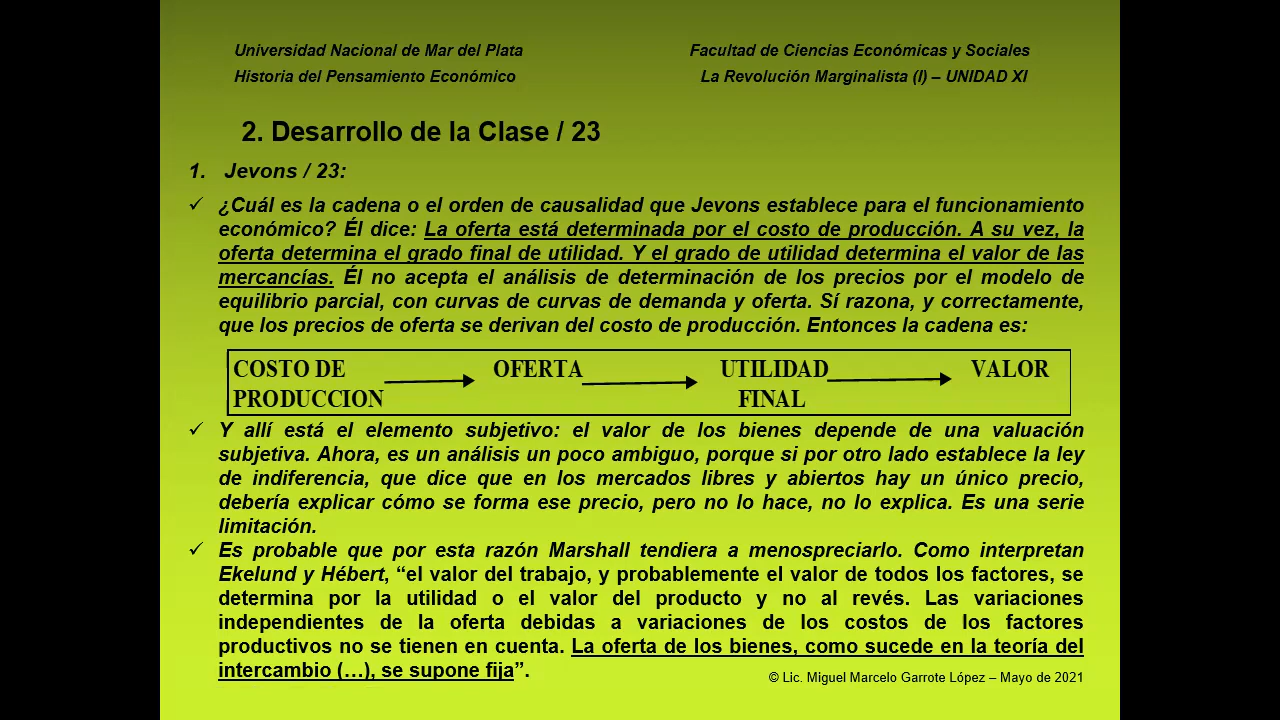 Universidad Nacional de Mar del Plata
Facultad de Ciencias Económicas y Sociales
Historia del Pensamiento Económico
La Revolución Marginalista (I) – UNIDAD XI
2. Desarrollo de la Clase / 23
1. Jevons / 23:
✓ ¿Cuál es la cadena o el orden de causalidad que Jevons establece para el funcionamiento
económico? Él dice: La oferta está determinada por el costo de producción. A su vez, la
oferta determina el grado final de utilidad. Y el grado de utilidad determina el valor de las
mercancías. Él no acepta el análisis de determinación de los precios por el modelo de
equilibrio parcial, con curvas de curvas de demanda y oferta. Sí razona, y correctamente,
que los precios de oferta se derivan del costo de producción. Entonces la cadena es:
COSTO DE OFERTA UTILIDAD VALOR
PRODUCCION FINAL
✓ Y allí está el elemento subjetivo: el valor de los bienes depende de una valuación
subjetiva. Ahora, es un análisis un poco ambiguo, porque si por otro lado establece la ley
de indiferencia, que dice que en los mercados libres y abiertos hay un único precio,
debería explicar cómo se forma ese precio, pero no lo hace, no lo explica. Es una serie
limitación.
✓ Es probable que por esta razón Marshall tendiera a menospreciarlo. Como interpretan
Ekelund y Hébert, “el valor del trabajo, y probablemente el valor de todos los factores, se
determina por la utilidad o el valor del producto y no al revés. Las variaciones
independientes de la oferta debidas a variaciones de los costos de los factores
productivos no se tienen en cuenta. La oferta de los bienes, como sucede en la teoría del
intercambio (…), se supone fija”.
© Lic. Miguel Marcelo Garrote López – Mayo de 2021